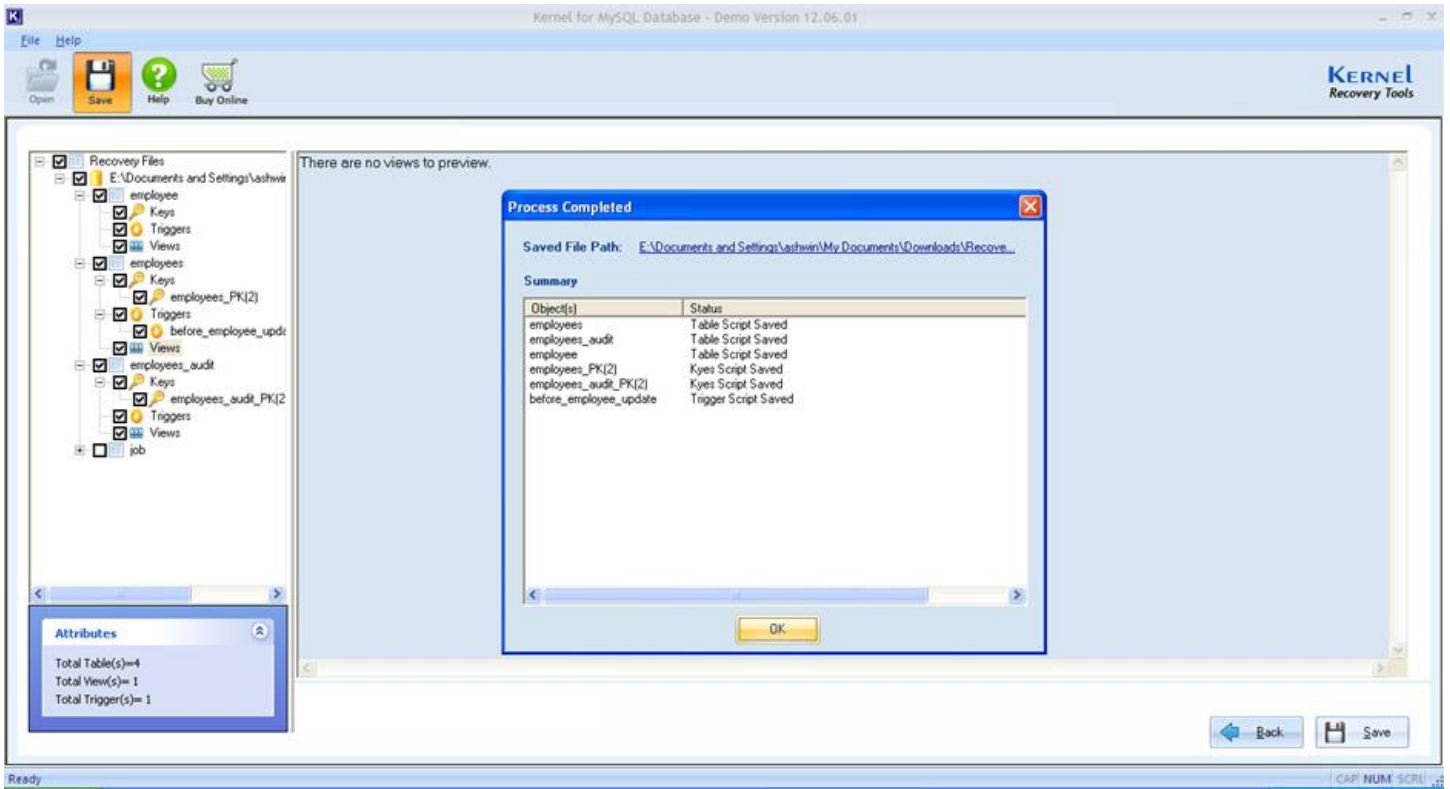 Kernel for MySQL Database - Demo Version 12.06.01
File Help
Open Save Help Buy Online
KERNEL
Recovery Tools
Recovery Files
E:\Documents and Settings\ashwin
employee
Keys
Triggers
Views
employees
Keys
employees_PK(2)
Triggers
before_employee_upda
Views
employees_audit
Keys
employees_audit_PK(2
Triggers
Views
job
There are no views to preview.
Process Completed
Saved File Path: E:\Documents and Settings\ashwin\My Documents\Downloads\Recove...
Summary
Object(s) Status
employees Table Script Saved
employees_audit Table Script Saved
employee Table Script Saved
employees_PK(2) Kyes Script Saved
employees_audit_PK(2) Kyes Script Saved
before_employee_update Trigger Script Saved
OK
Attributes
Total Table(s)=4
Total View(s)= 1
Total Trigger(s)= 1
Back Save
Ready CAP NUM SCRL